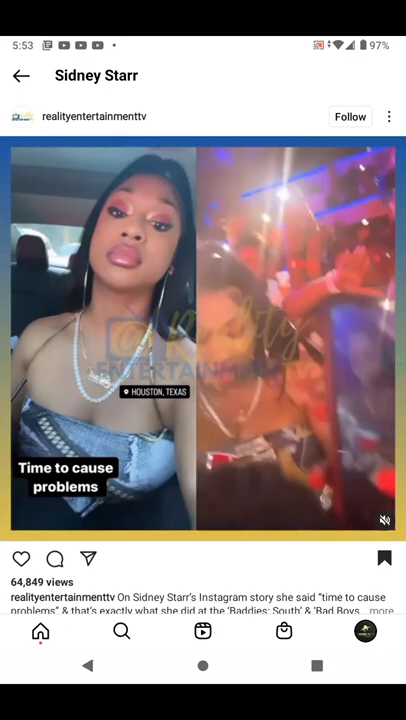 5:53
97%
Sidney Starr
realityentertainmenttv
Follow
@Reality
ENTERTAINMENTTV
HOUSTON, TEXAS
Time to cause
problems
64,849 views
realityentertainmenttv On Sidney Starr's Instagram story she said "time to cause
problems" & that's exactly what she did at the 'Baddies: South' & 'Bad Boys... more